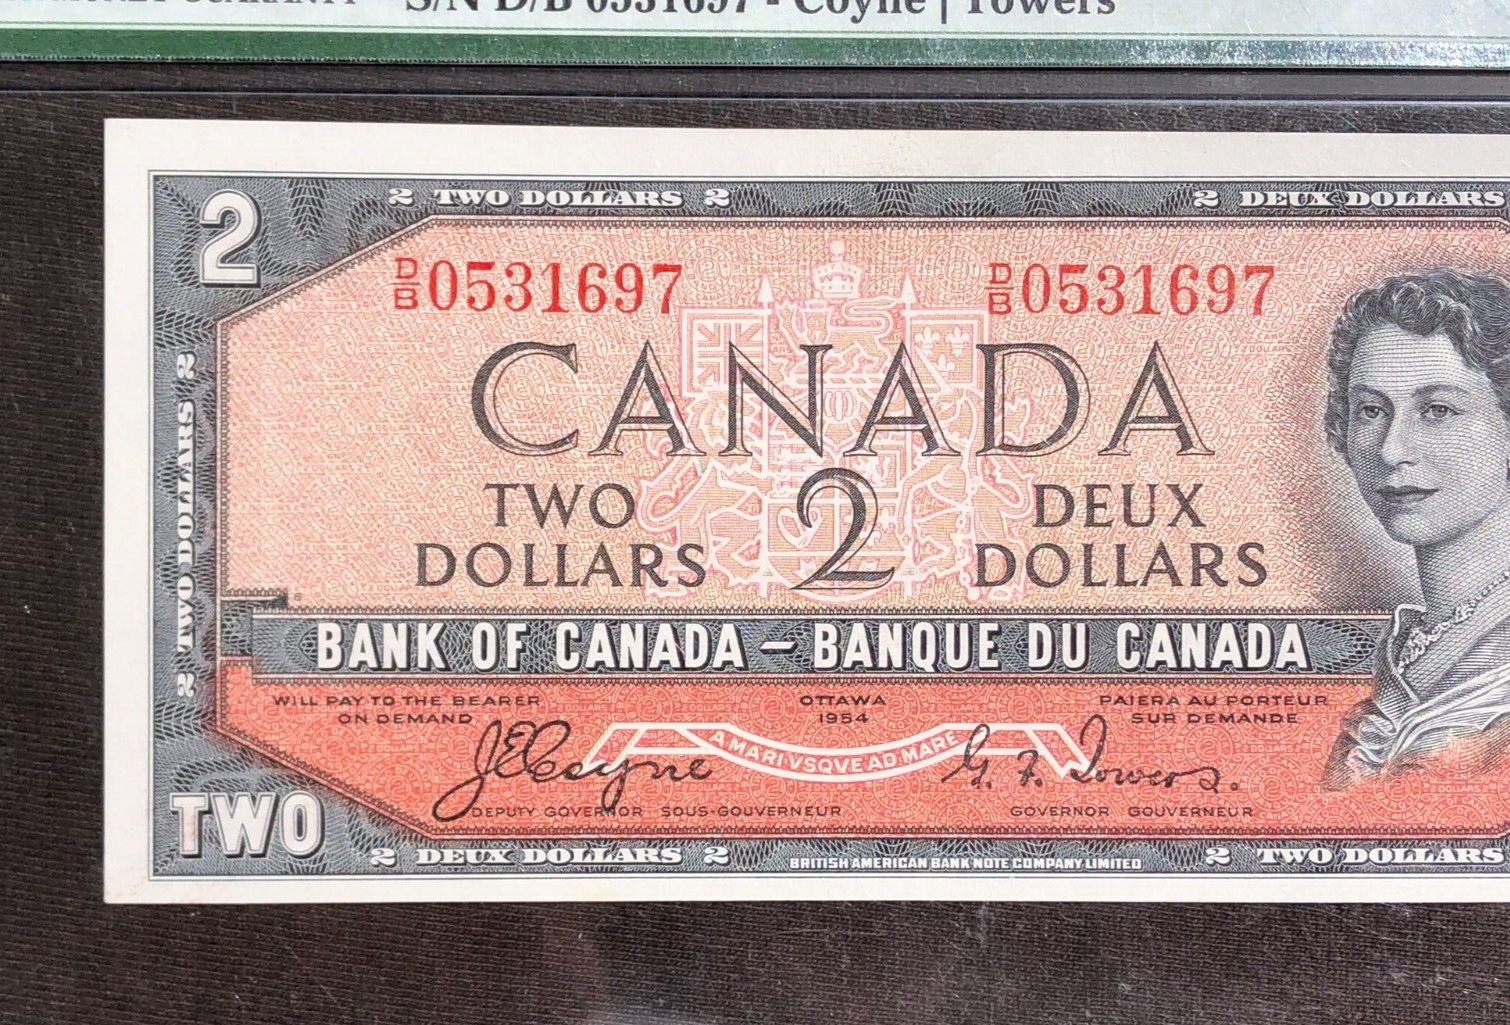 S/N D/B 0531697 - Coyne | Towers
2 TWO DOLLARS 2
2 DEUX DOLLARS
2
D/B 0531697
D/B 0531697
CANADA
2 TWO DOLLARS 2
TWO
DOLLARS
2
DEUX
DOLLARS
BANK OF CANADA – BANQUE DU CANADA
WILL PAY TO THE BEARER
ON DEMAND
OTTAWA
1954
PAIERA AU PORTEUR
SUR DEMANDE
A MARI VSQVE AD MARE
J E Coyne
G. F. Towers.
DEPUTY GOVERNOR SOUS-GOUVERNEUR
GOVERNOR GOUVERNEUR
TWO
2 DEUX DOLLARS 2
BRITISH AMERICAN BANK NOTE COMPANY LIMITED
2 TWO DOLLARS